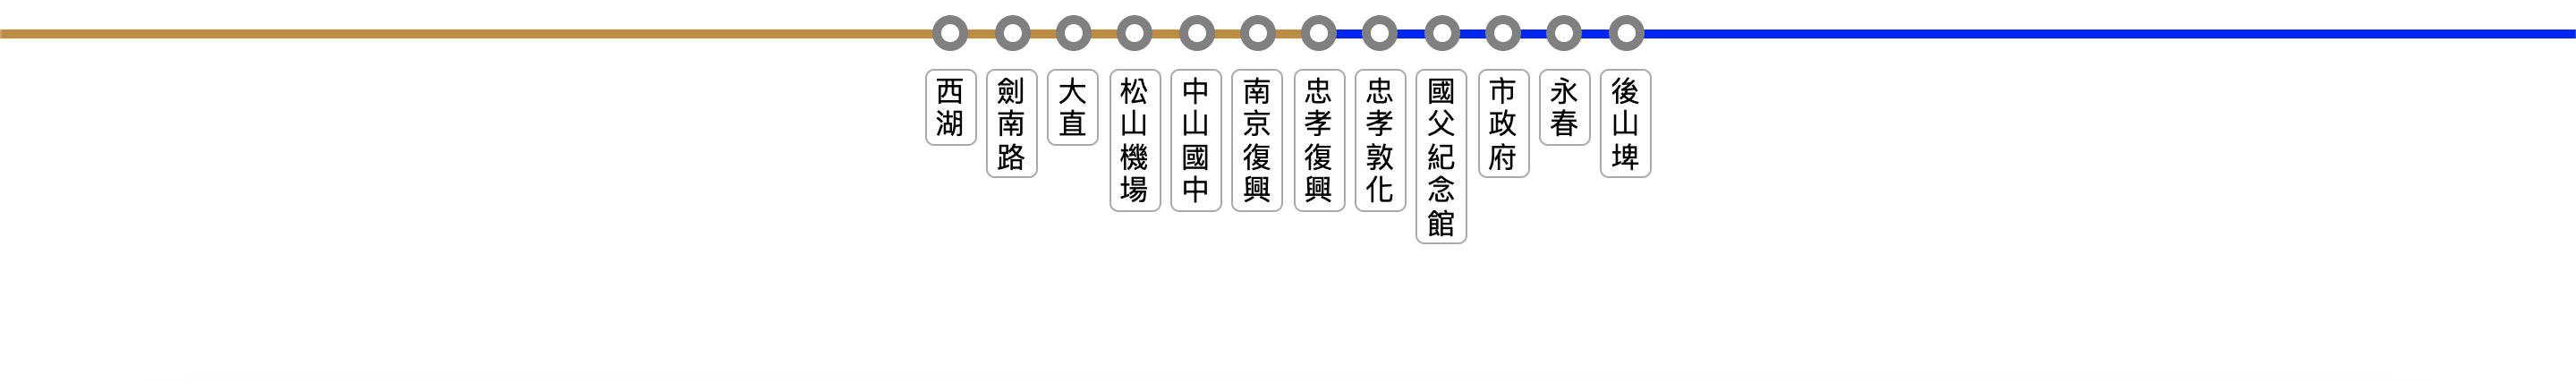 西湖
劍南路
大直
松山機場
中山國中
南京復興
忠孝復興
忠孝敦化
國父紀念館
市政府
永春
後山埤